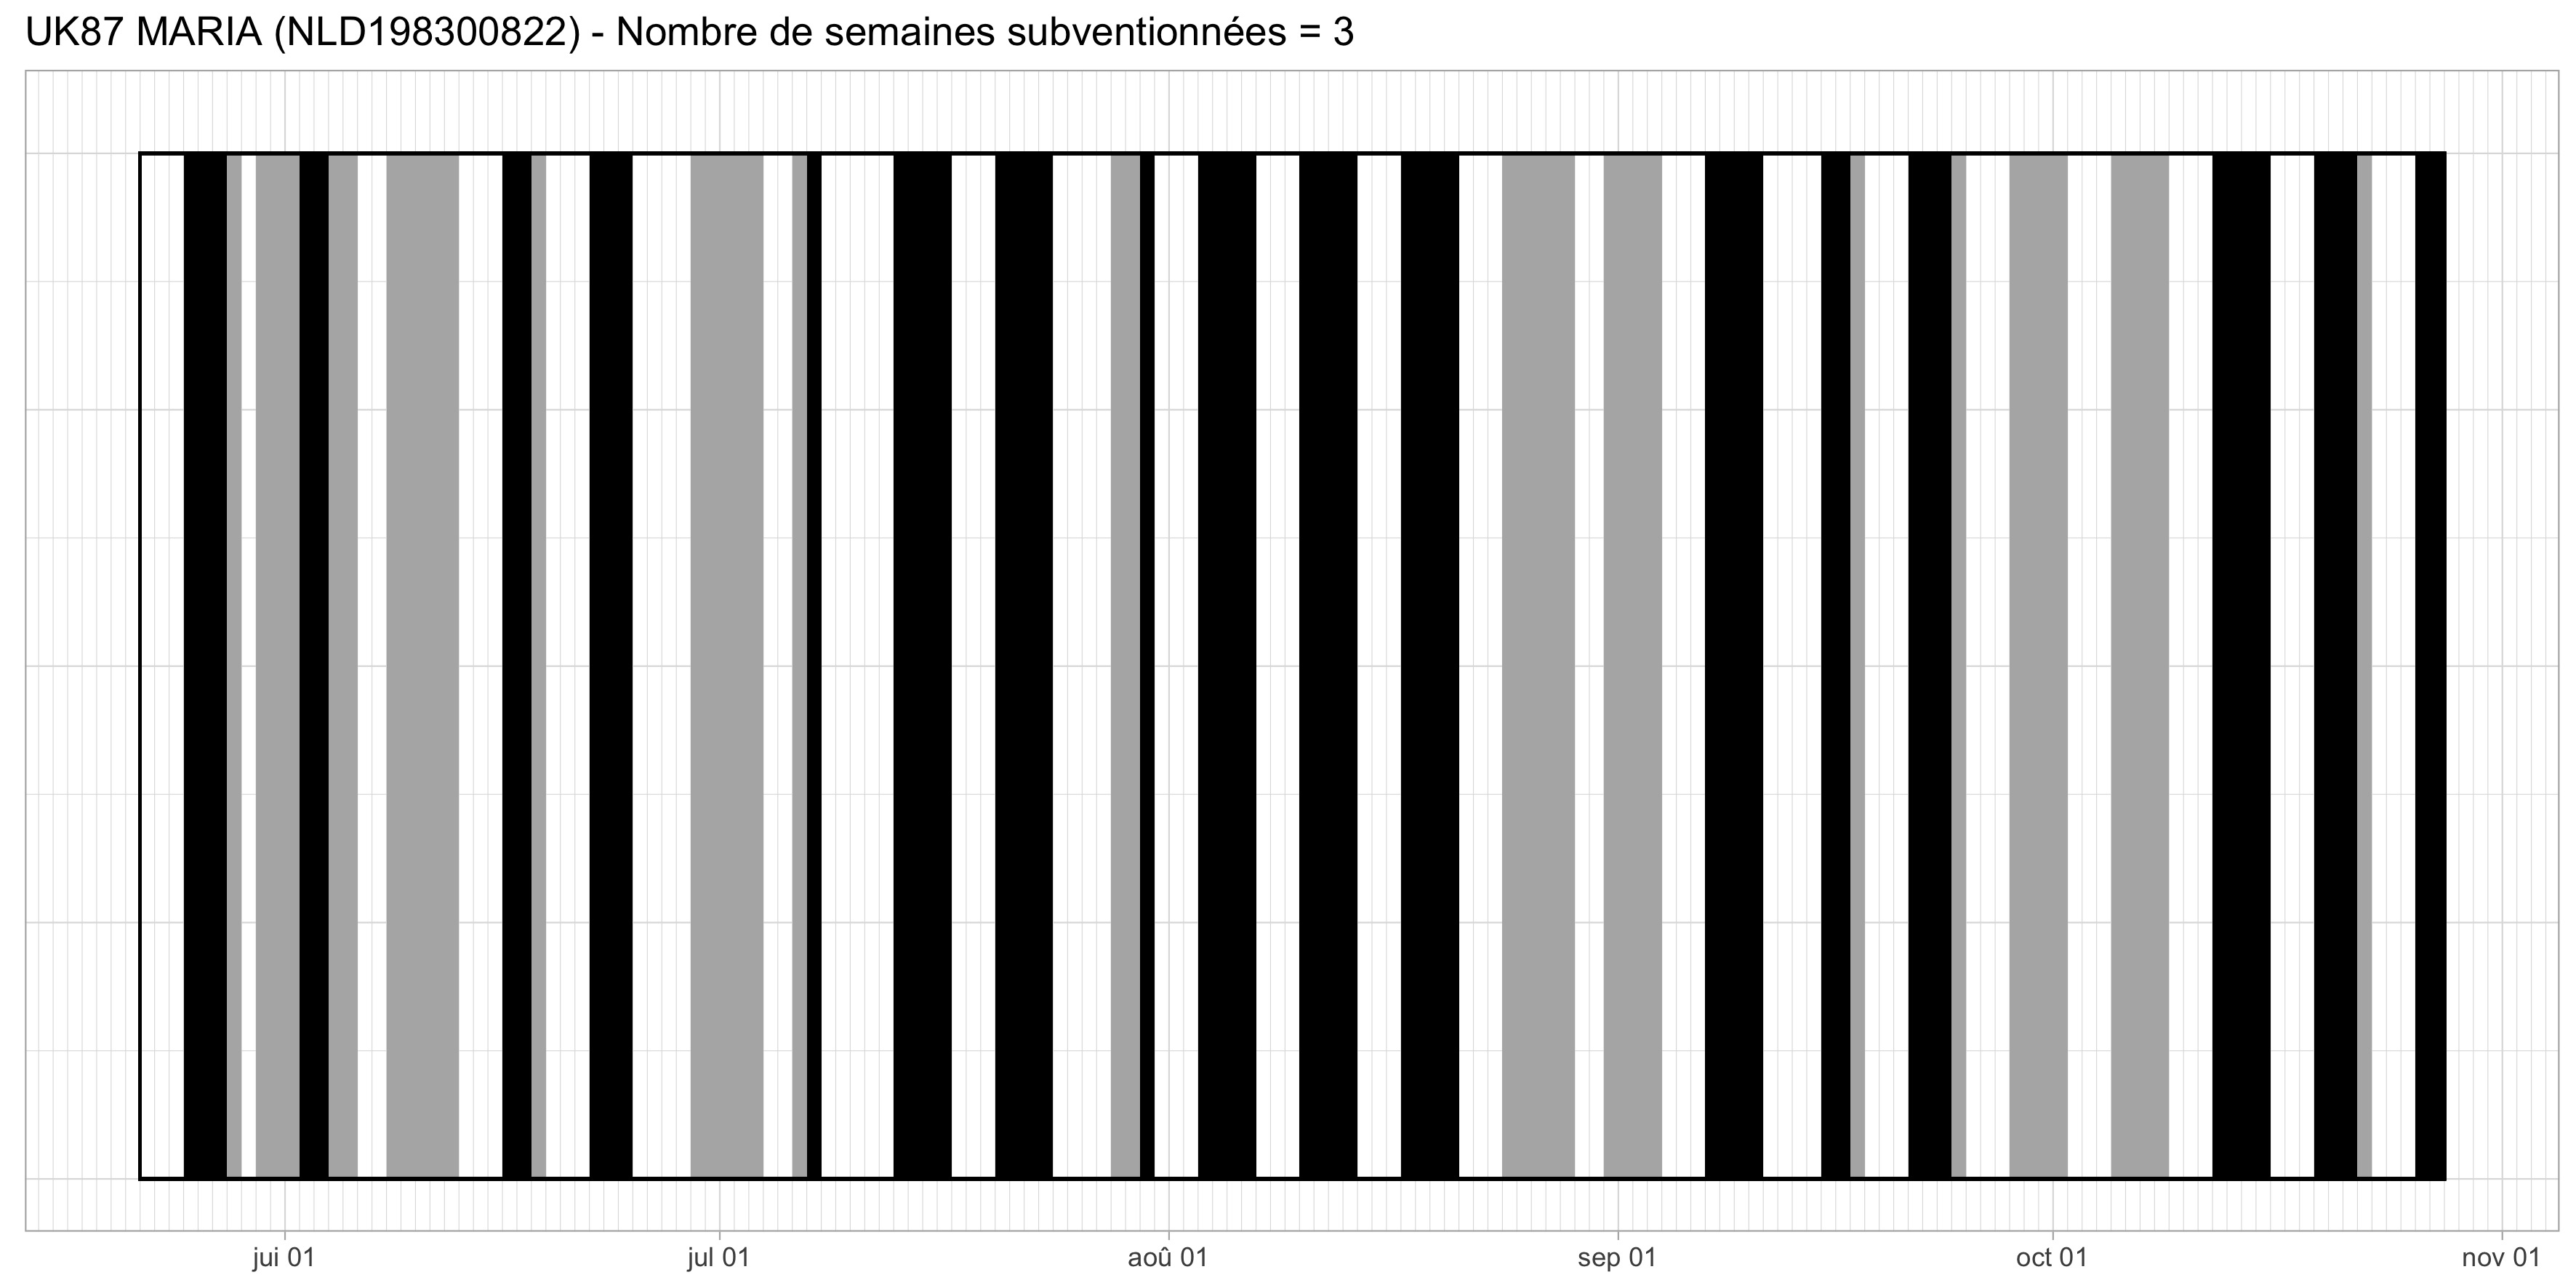 UK87 MARIA (NLD198300822) - Nombre de semaines subventionnées = 3
jui 01 jul 01 aoû 01 sep 01 oct 01 nov 01